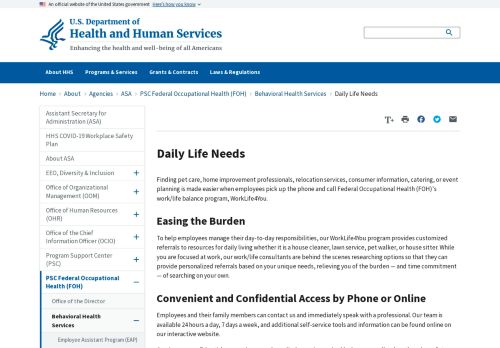 An official website of the United States government Here's how you know
U.S. Department of
Health and Human Services
Enhancing the health and well-being of all Americans
About HHS Programs & Services Grants & Contracts Laws & Regulations
Home > About > Agencies > ASA > PSC Federal Occupational Health (FOH) > Behavioral Health Services > Daily Life Needs
Assistant Secretary for
Administration (ASA)
HHS COVID-19 Workplace Safety
Plan
About ASA
EEO, Diversity & Inclusion
Office of Organizational
Management (OOM)
Office of Human Resources
(OHR)
Office of the Chief
Information Officer (OCIO)
Program Support Center
(PSC)
PSC Federal Occupational
Health (FOH)
Office of the Director
Behavioral Health
Services
Employee Assistant Program (EAP)
T+
Daily Life Needs
Finding pet care, home improvement professionals, relocation services, consumer information, catering, or event
planning is made easier when employees pick up the phone and call Federal Occupational Health (FOH)'s
work/life balance program, WorkLife4You.
Easing the Burden
To help employees manage their day-to-day responsibilities, our WorkLife4You program provides customized
referrals to resources for daily living whether it is a house cleaner, lawn service, pet walker, or house sitter. While
you are focused at work, our work/life consultants are behind the scenes researching options so that they can
provide personalized referrals based on your unique needs, relieving you of the burden — and time commitment
— of searching on your own.
Convenient and Confidential Access by Phone or Online
Employees and their family members can contact us and immediately speak with a professional. Our team is
available 24 hours a day, 7 days a week, and additional self-service tools and information can be found online on
our interactive website.